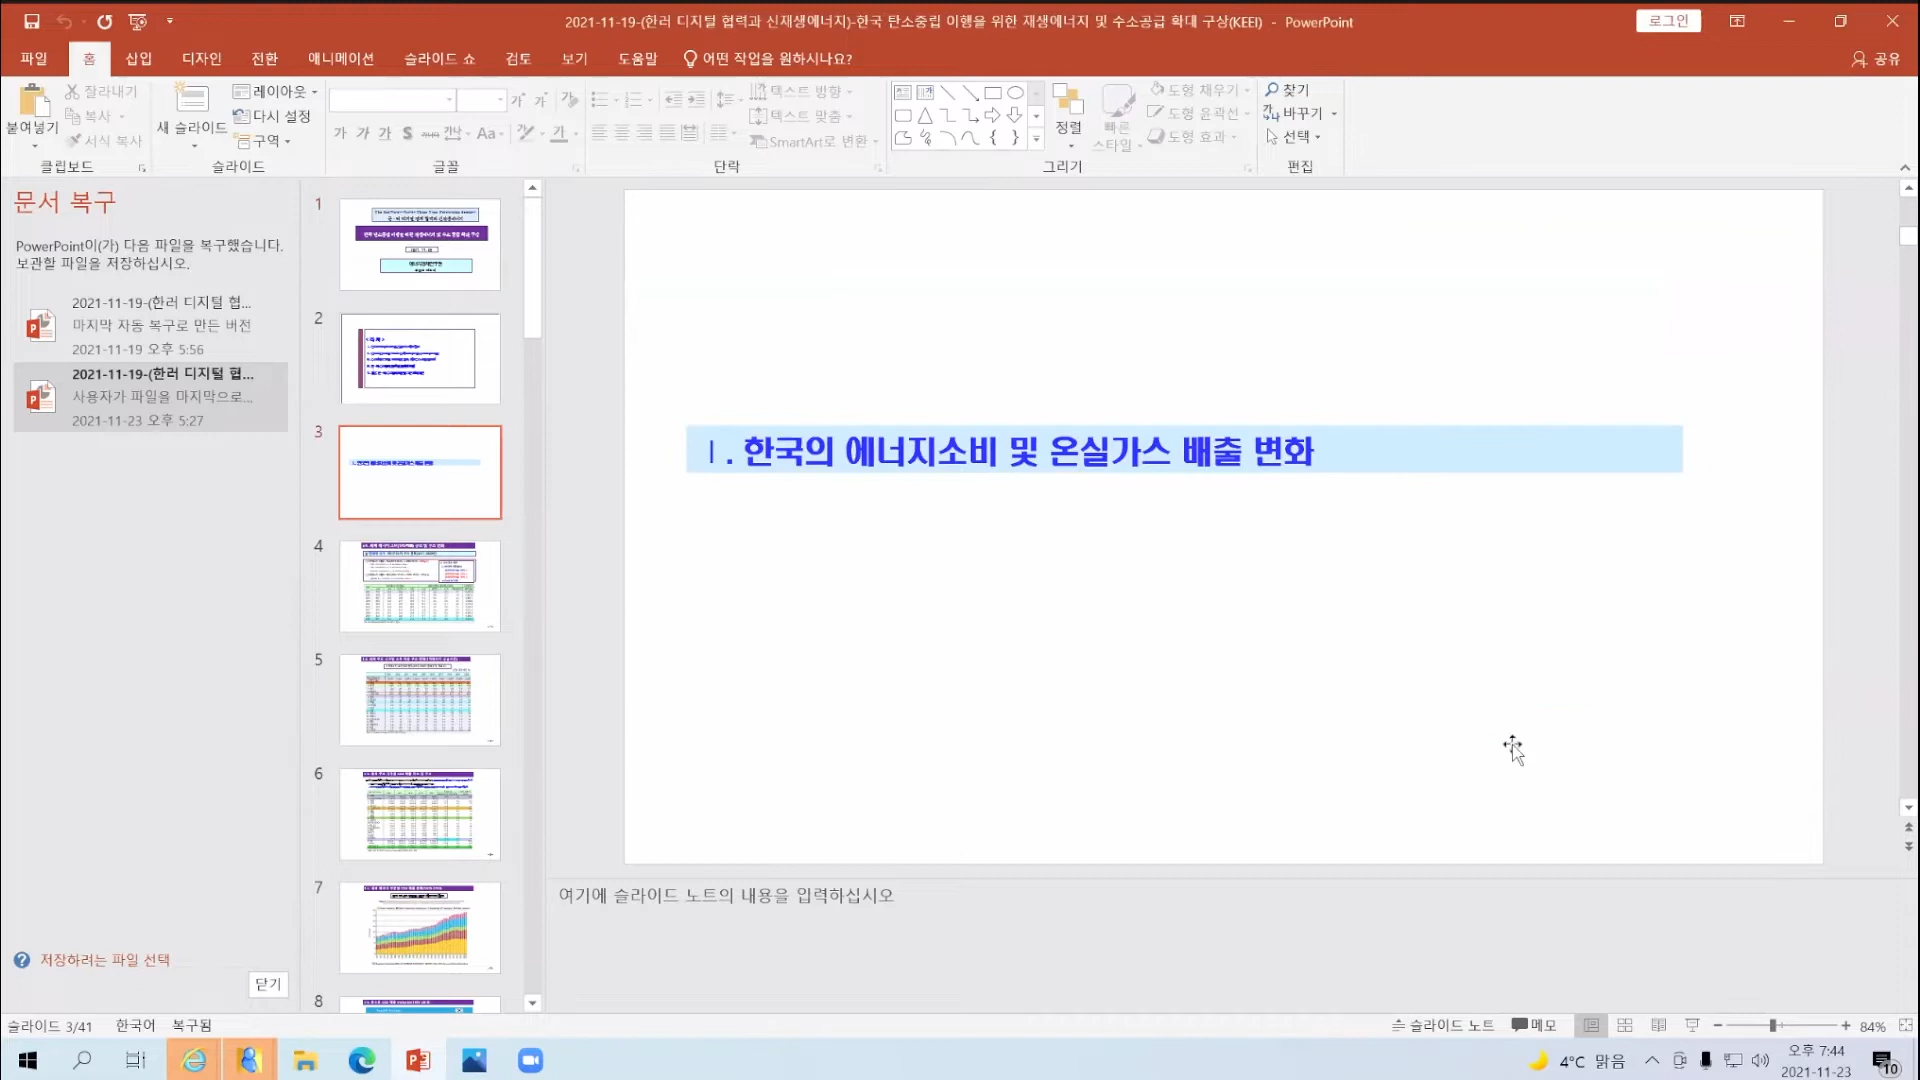 2021-11-19-(한러 디지털 협력과 신재생에너지)-한국 탄소중립 이행을 위한 재생에너지 및 수소공급 확대 구상(KEEI) - PowerPoint
로그인
파일 홈 삽입 디자인 전환 애니메이션 슬라이드 쇼 검토 보기 도움말 어떤 작업을 원하시나요? 공유
붙여넣기
잘라내기
복사
서식 복사
클립보드
새 슬라이드
레이아웃
다시 설정
구역
슬라이드
가 가 가 S abc 간 Aa 가
글꼴
텍스트 방향
텍스트 맞춤
SmartArt로 변환
단락
정렬
빠른 스타일
도형 채우기
도형 윤곽선
도형 효과
그리기
찾기
바꾸기
선택
편집
문서 복구
PowerPoint이(가) 다음 파일을 복구했습니다.
보관할 파일을 저장하십시오.
2021-11-19-(한러 디지털 협...
마지막 자동 복구로 만든 버전
2021-11-19 오후 5:56
2021-11-19-(한러 디지털 협...
사용자가 파일을 마지막으로...
2021-11-23 오후 5:27
저장하려는 파일 선택
닫기
1
2
3
4
5
6
7
8
Ⅰ. 한국의 에너지소비 및 온실가스 배출 변화
여기에 슬라이드 노트의 내용을 입력하십시오
슬라이드 3/41 한국어 복구됨
슬라이드 노트 메모 84%
4°C 맑음
오후 7:44
2021-11-23
10